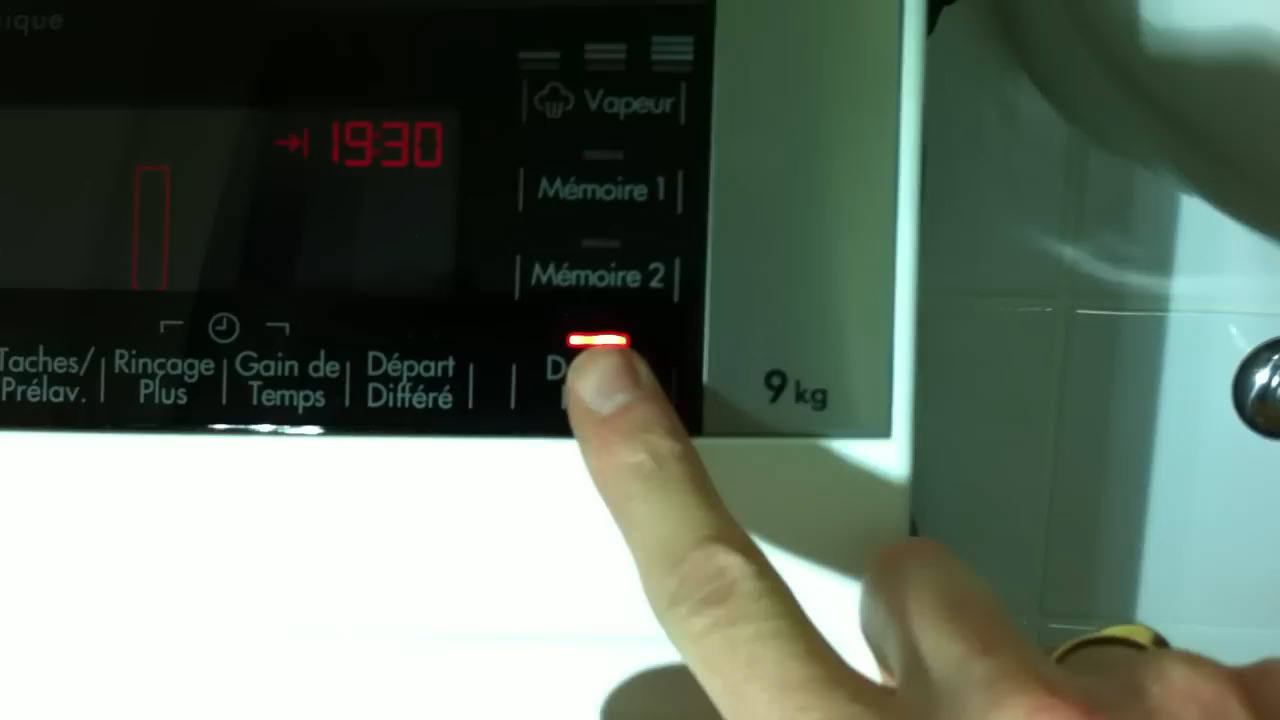 ique
19:30
Vapeur
Mémoire 1
Mémoire 2
Taches/
Prélav.
Rinçage
Plus
Gain de
Temps
Départ
Différé
9 kg